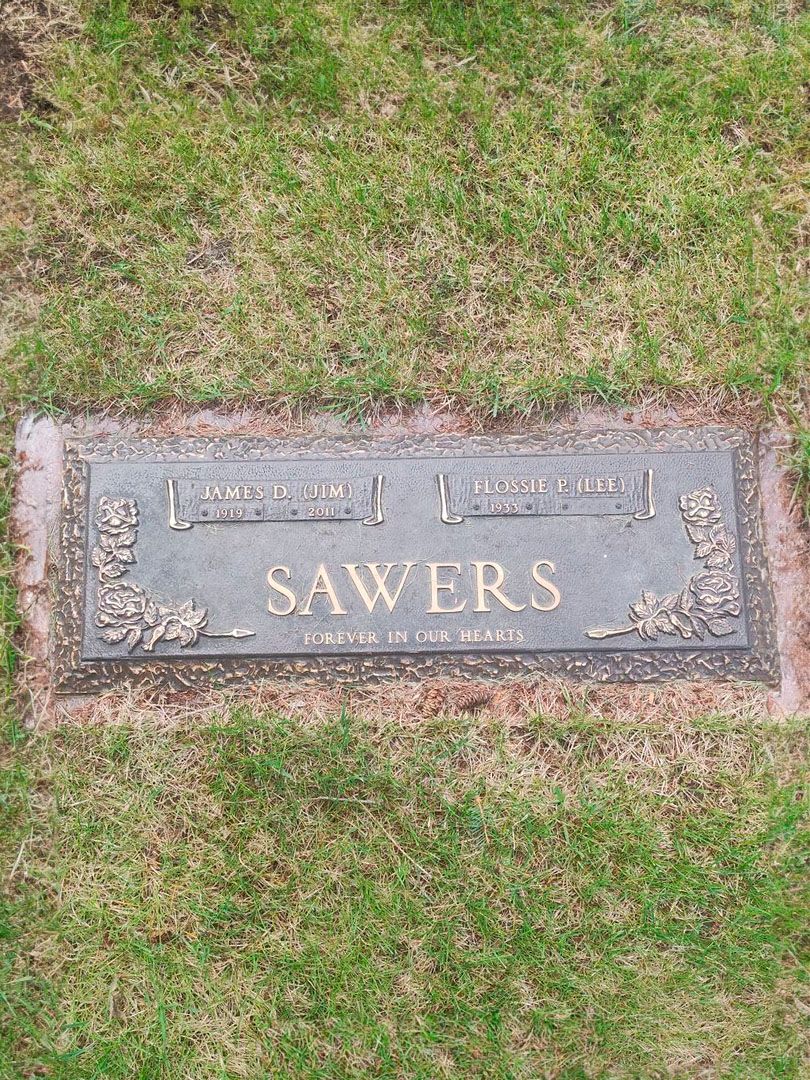 JAMES D. (JIM)
1919 2011
FLOSSIE P. (LEE)
1933
SAWERS
FOREVER IN OUR HEARTS